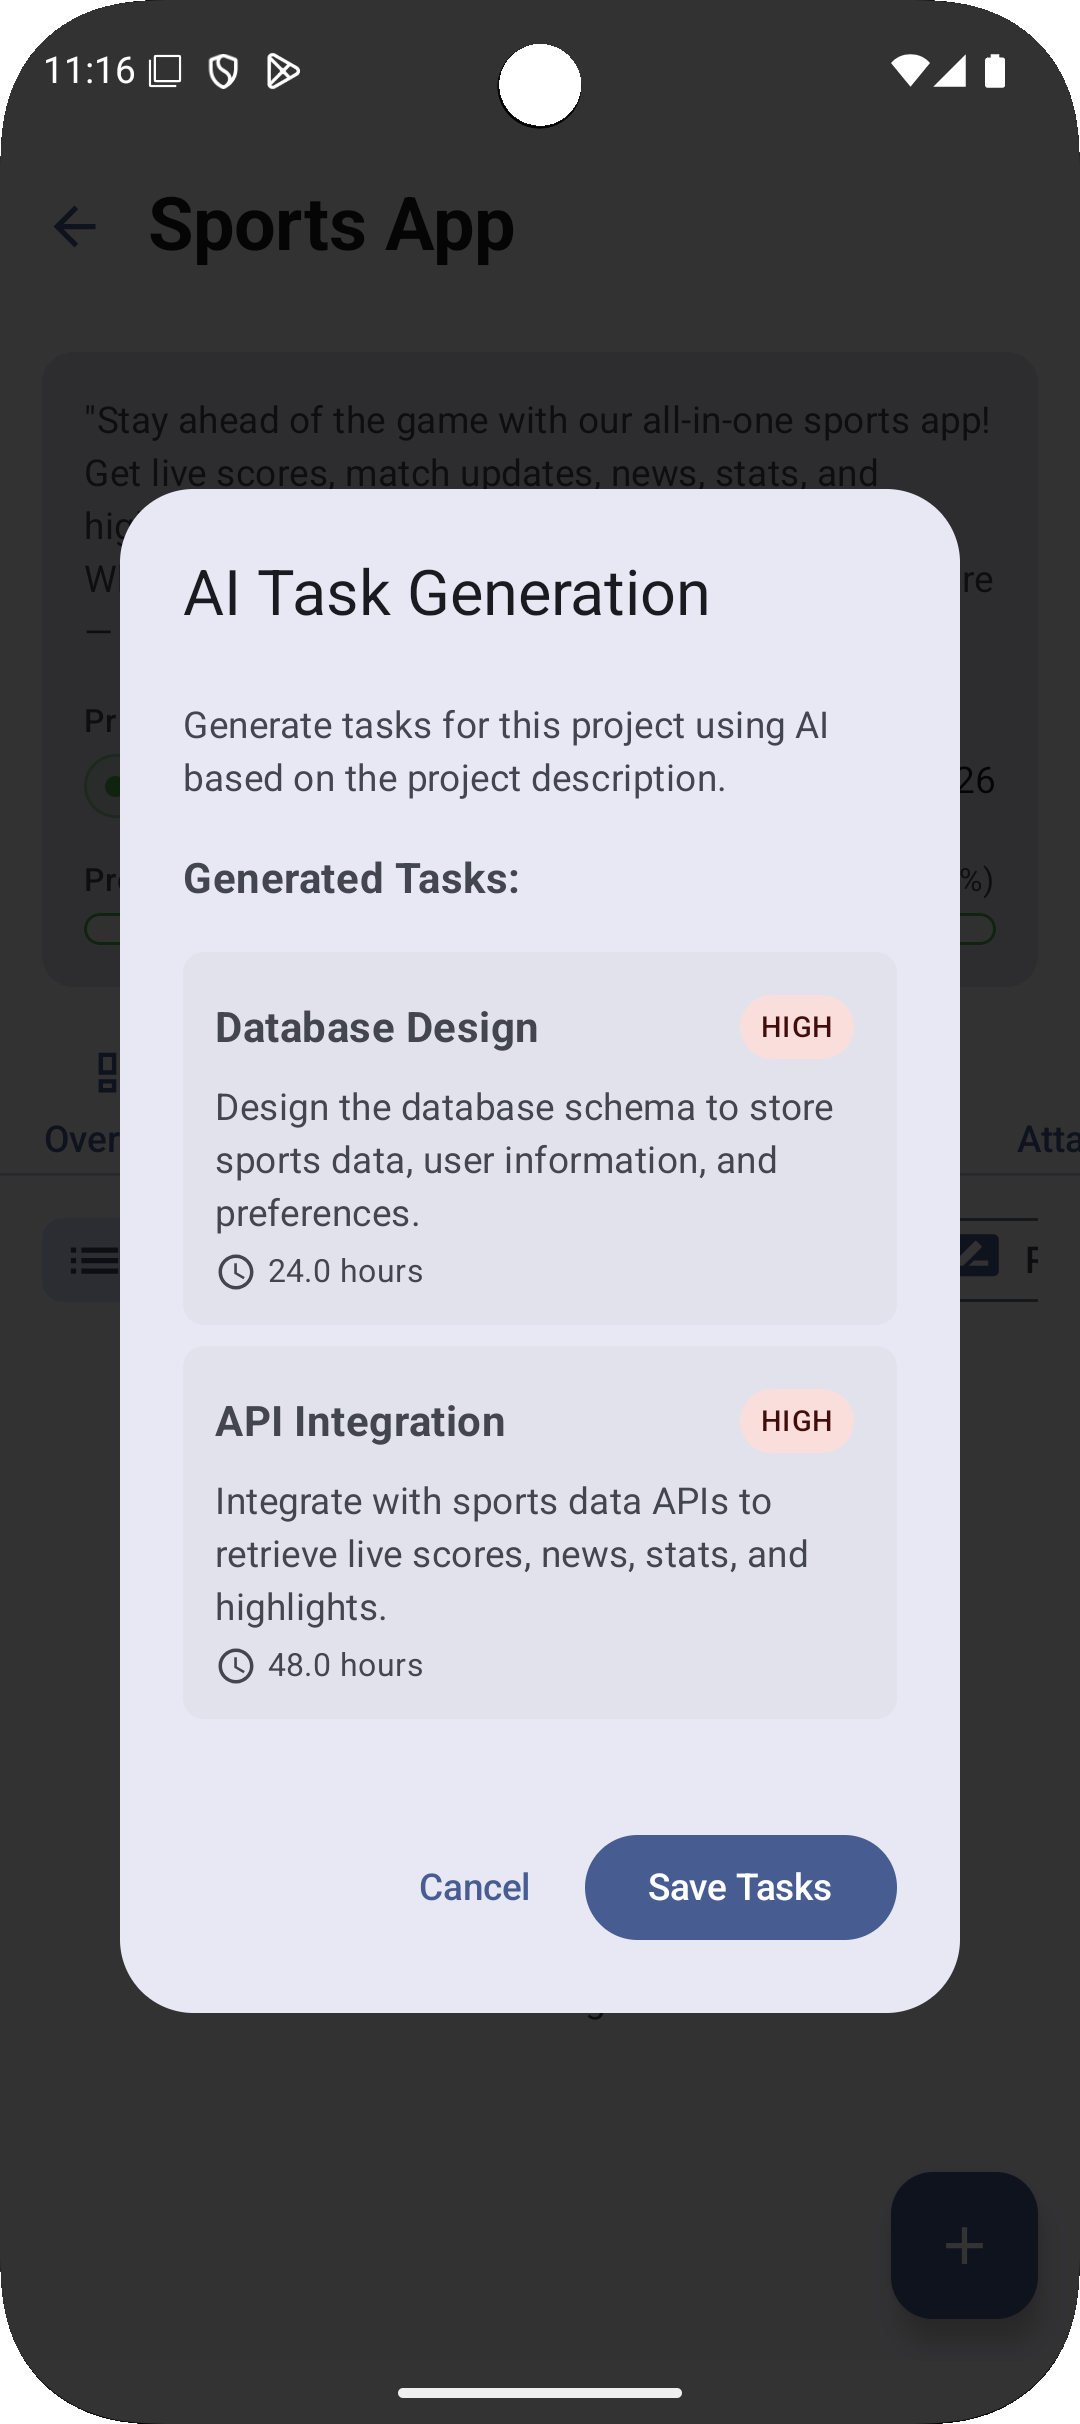 11:16
Sports App
"Stay ahead of the game with our all-in-one sports app!
Get live scores, match updates, news, stats, and
AI Task Generation
Generate tasks for this project using AI
based on the project description.
Generated Tasks:
Database Design
HIGH
Design the database schema to store
sports data, user information, and
preferences.
24.0 hours
API Integration
HIGH
Integrate with sports data APIs to
retrieve live scores, news, stats, and
highlights.
48.0 hours
Cancel
Save Tasks